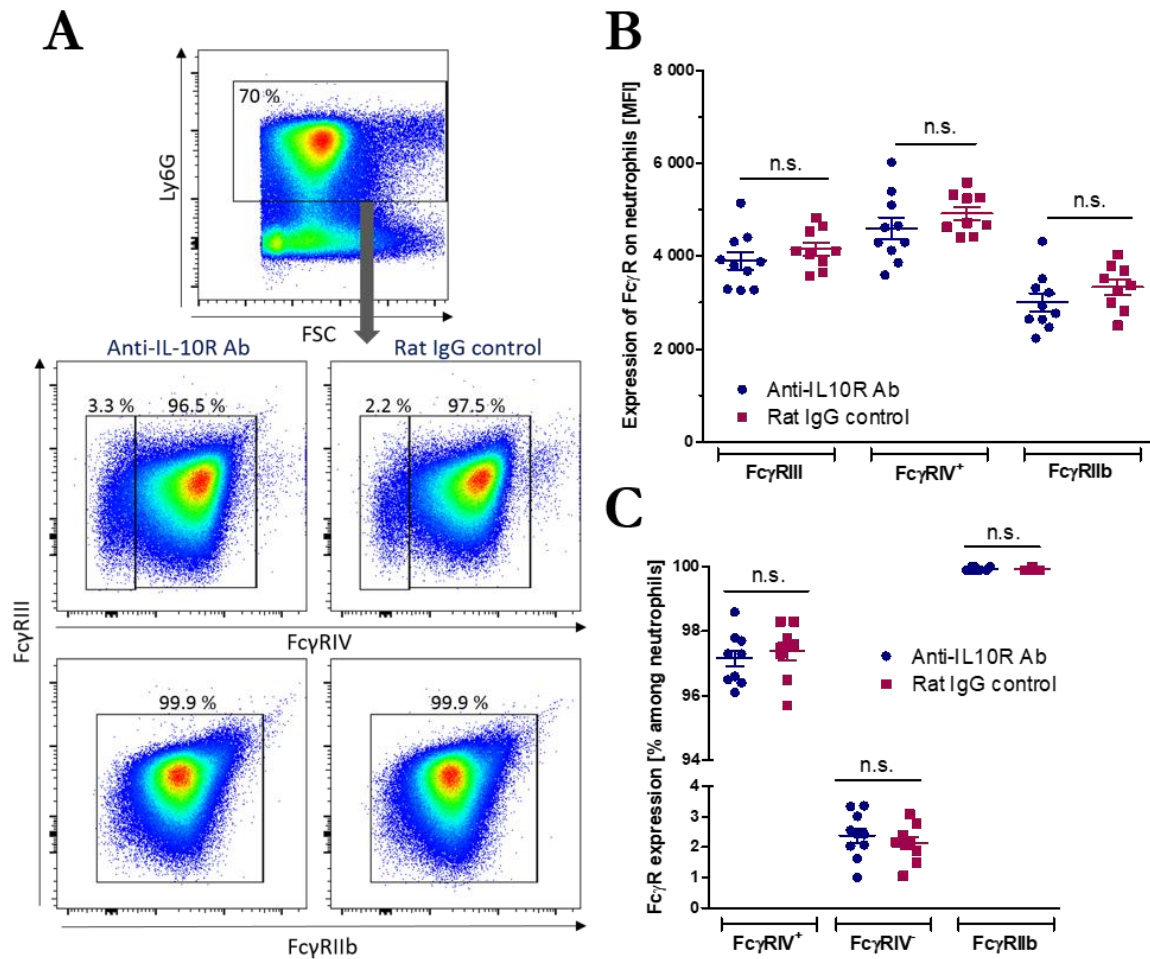 A
70 %
Ly6G
FSC
Anti-IL-10R Ab
Rat IgG control
3.3 %
96.5 %
2.2 %
97.5 %
FcγRIII
FcγRIV
99.9 %
99.9 %
FcγRIIb
B
Expression of FcγR on neutrophils [MFI]
8 000
6 000
4 000
2 000
0
n.s.
n.s.
n.s.
Anti-IL10R Ab
Rat IgG control
FcγRIII
FcγRIV⁺
FcγRIIb
C
FcγR expression [% among neutrophils]
100
98
96
94
4
3
2
1
0
n.s.
n.s.
n.s.
Anti-IL10R Ab
Rat IgG control
FcγRIV⁺
FcγRIV⁻
FcγRIIb